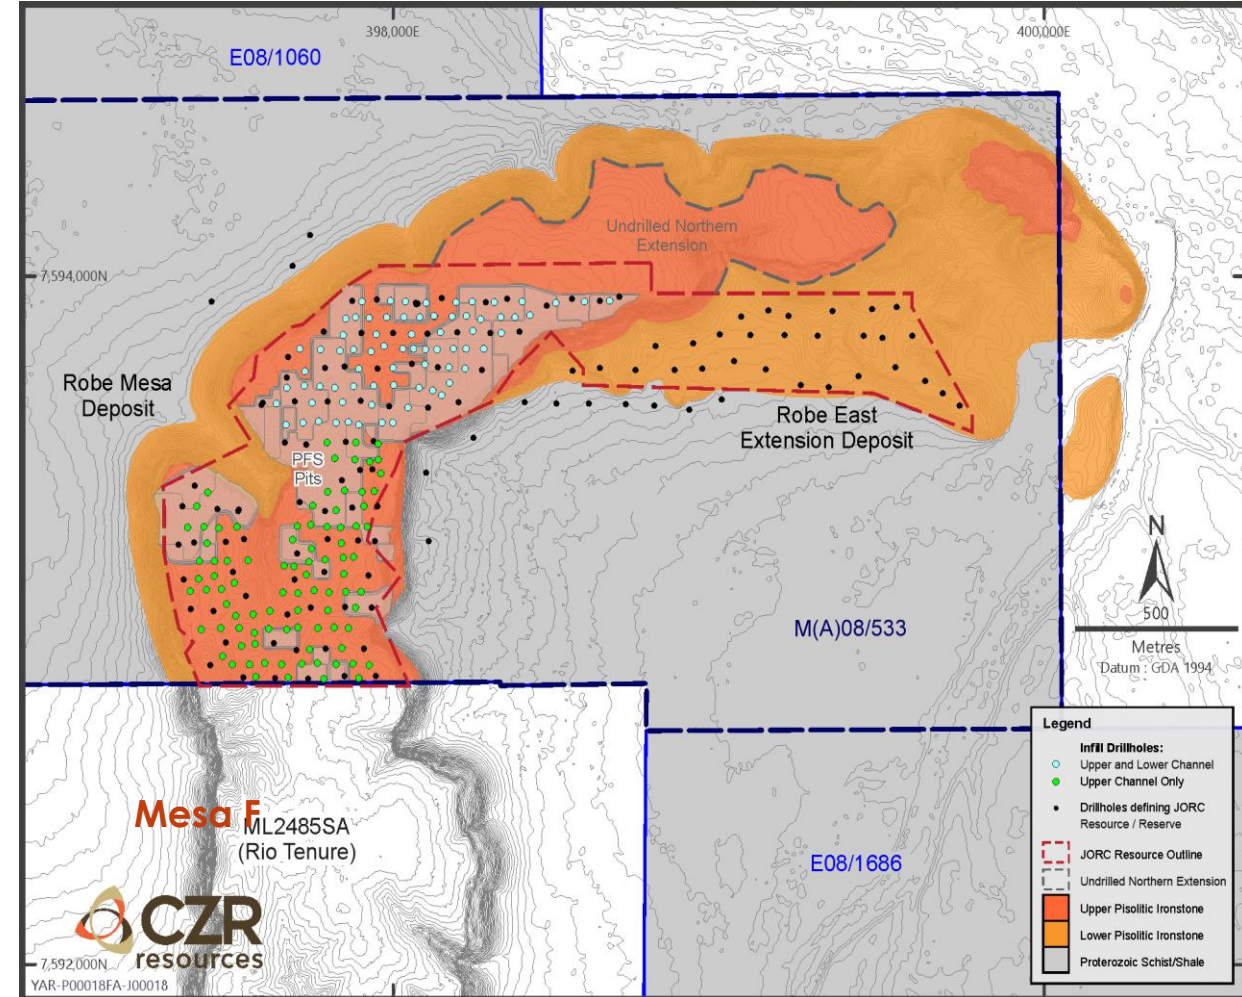 398,000E
400,000E
E08/1060
7,594,000N
Undrilled Northern
Extension
Robe Mesa
Deposit
Robe East
Extension Deposit
PFS
Pits
N
500
Metres
Datum : GDA 1994
M(A)08/533
Mesa F
ML2485SA
(Rio Tenure)
E08/1686
CZR
resources
7,592,000N
YAR-P00018FA-J00018
Legend
Infill Drillholes:
Upper and Lower Channel
Upper Channel Only
Drillholes defining JORC
Resource / Reserve
JORC Resource Outline
Undrilled Northern Extension
Upper Pisolitic Ironstone
Lower Pisolitic Ironstone
Proterozoic Schist/Shale